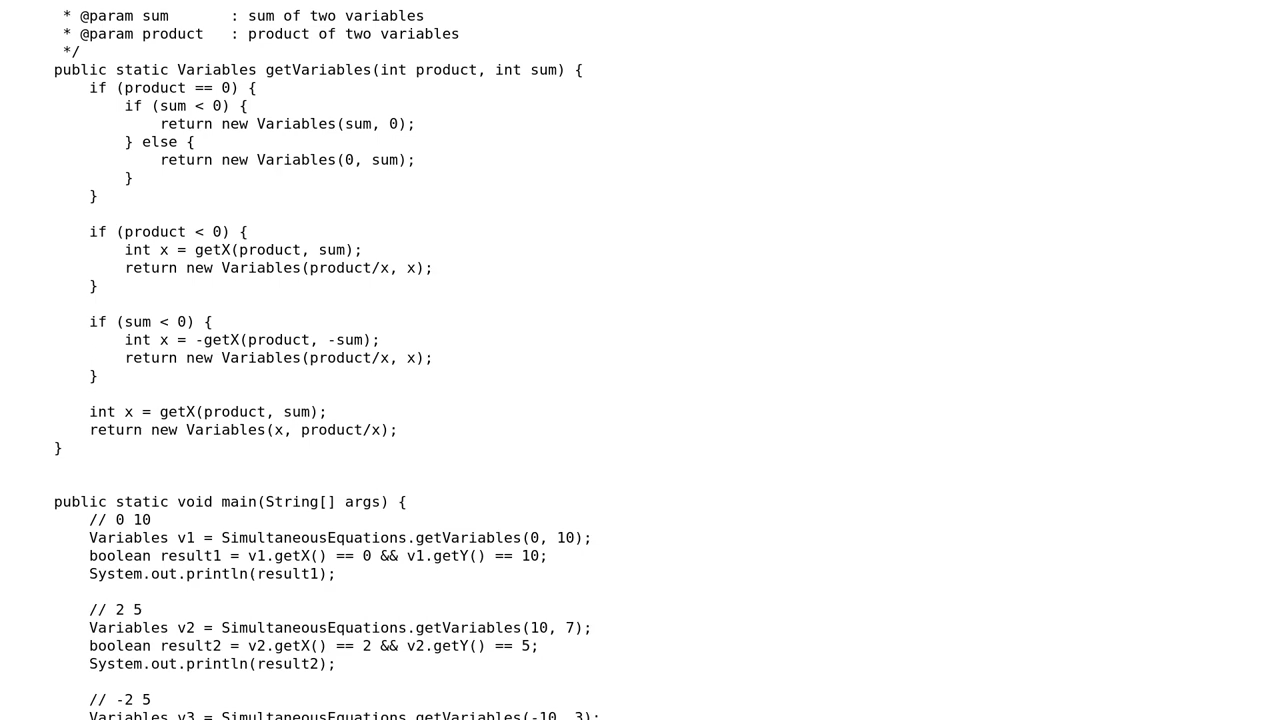 * @param sum       : sum of two variables
* @param product   : product of two variables
*/
public static Variables getVariables(int product, int sum) {
if (product == 0) {
if (sum < 0) {
return new Variables(sum, 0);
} else {
return new Variables(0, sum);
}
}
if (product < 0) {
int x = getX(product, sum);
return new Variables(product/x, x);
}
if (sum < 0) {
int x = -getX(product, -sum);
return new Variables(product/x, x);
}
int x = getX(product, sum);
return new Variables(x, product/x);
}
public static void main(String[] args) {
// 0 10
Variables v1 = SimultaneousEquations.getVariables(0, 10);
boolean result1 = v1.getX() == 0 && v1.getY() == 10;
System.out.println(result1);
// 2 5
Variables v2 = SimultaneousEquations.getVariables(10, 7);
boolean result2 = v2.getX() == 2 && v2.getY() == 5;
System.out.println(result2);
// -2 5
Variables v3 = SimultaneousEquations.getVariables(-10, 3);